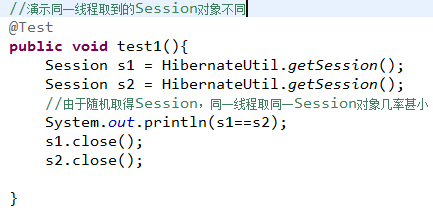 //演示同一线程取到的Session对象不同
@Test
public void test1(){
Session s1 = HibernateUtil.getSession();
Session s2 = HibernateUtil.getSession();
//由于随机取得Session，同一线程取同一Session对象几率甚小
System.out.println(s1==s2);
s1.close();
s2.close();
}